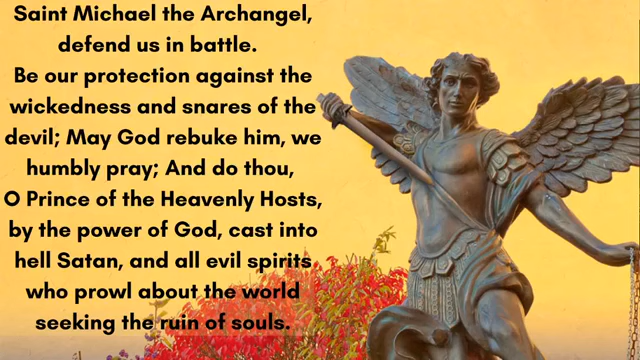 Saint Michael the Archangel,
defend us in battle.
Be our protection against the
wickedness and snares of the
devil; May God rebuke him, we
humbly pray; And do thou,
O Prince of the Heavenly Hosts,
by the power of God, cast into
hell Satan, and all evil spirits
who prowl about the world
seeking the ruin of souls.